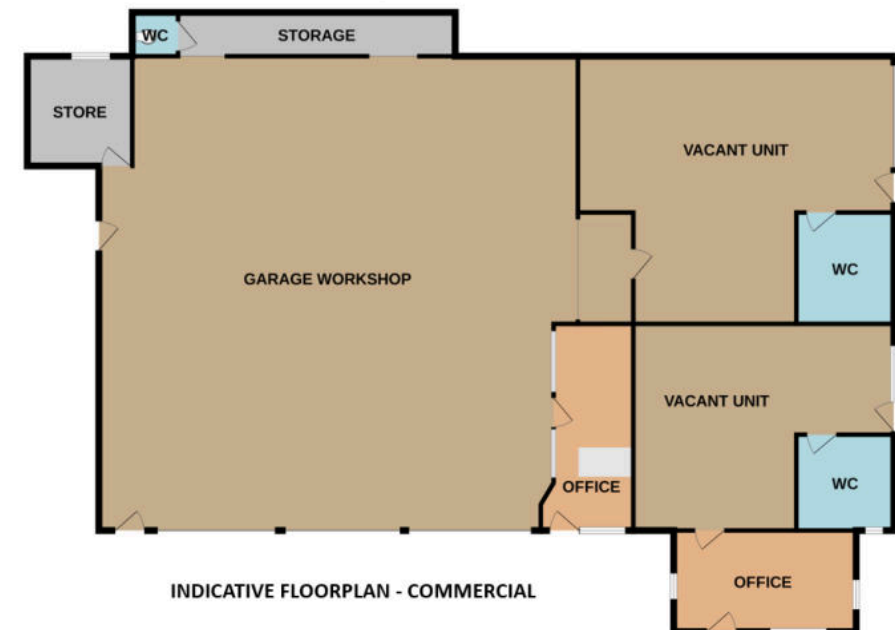 WC
STORAGE
STORE
VACANT UNIT
WC
GARAGE WORKSHOP
VACANT UNIT
WC
OFFICE
OFFICE
INDICATIVE FLOORPLAN - COMMERCIAL